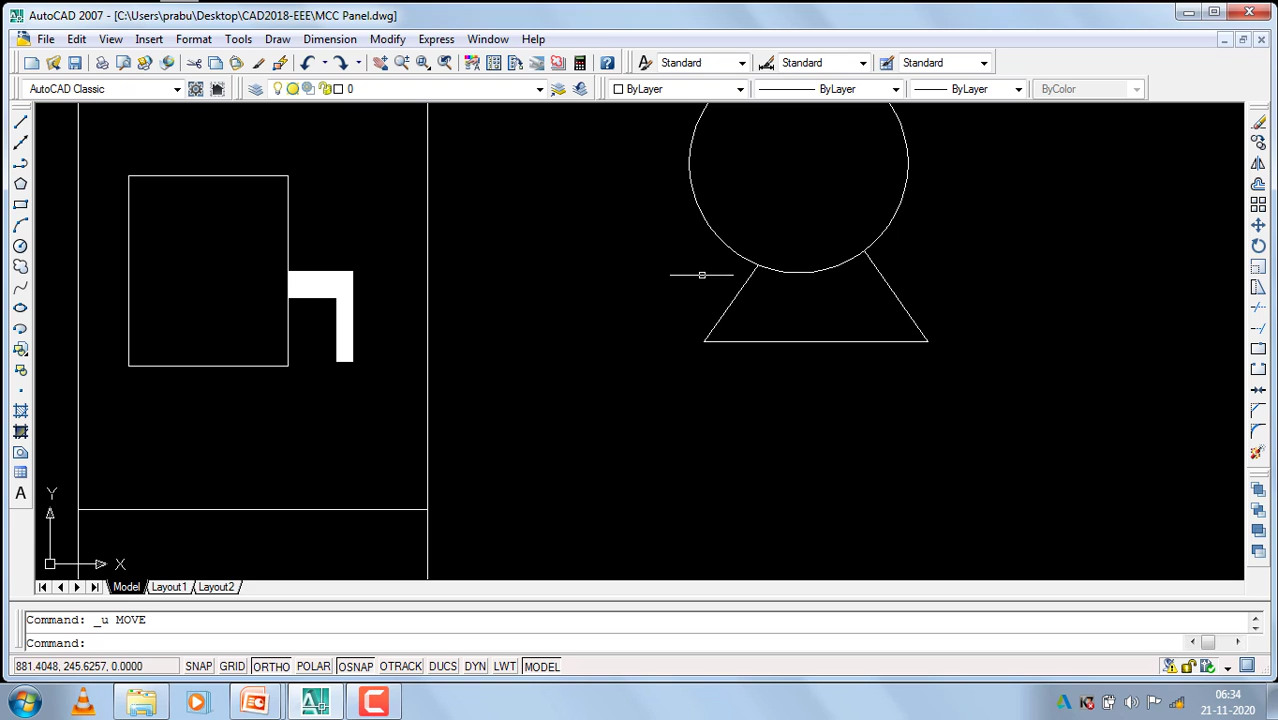 AutoCAD 2007 - [C:\Users\prabu\Desktop\CAD2018-EEE\MCC Panel.dwg]
File Edit View Insert Format Tools Draw Dimension Modify Express Window Help
Standard Standard Standard
AutoCAD Classic 0 ByLayer ByLayer ByLayer ByColor
A
Y
X
Model Layout1 Layout2
Command: _u MOVE
Command:
881.4048, 245.6257, 0.0000 SNAP GRID ORTHO POLAR OSNAP OTRACK DUCS DYN LWT MODEL
06:34
21-11-2020